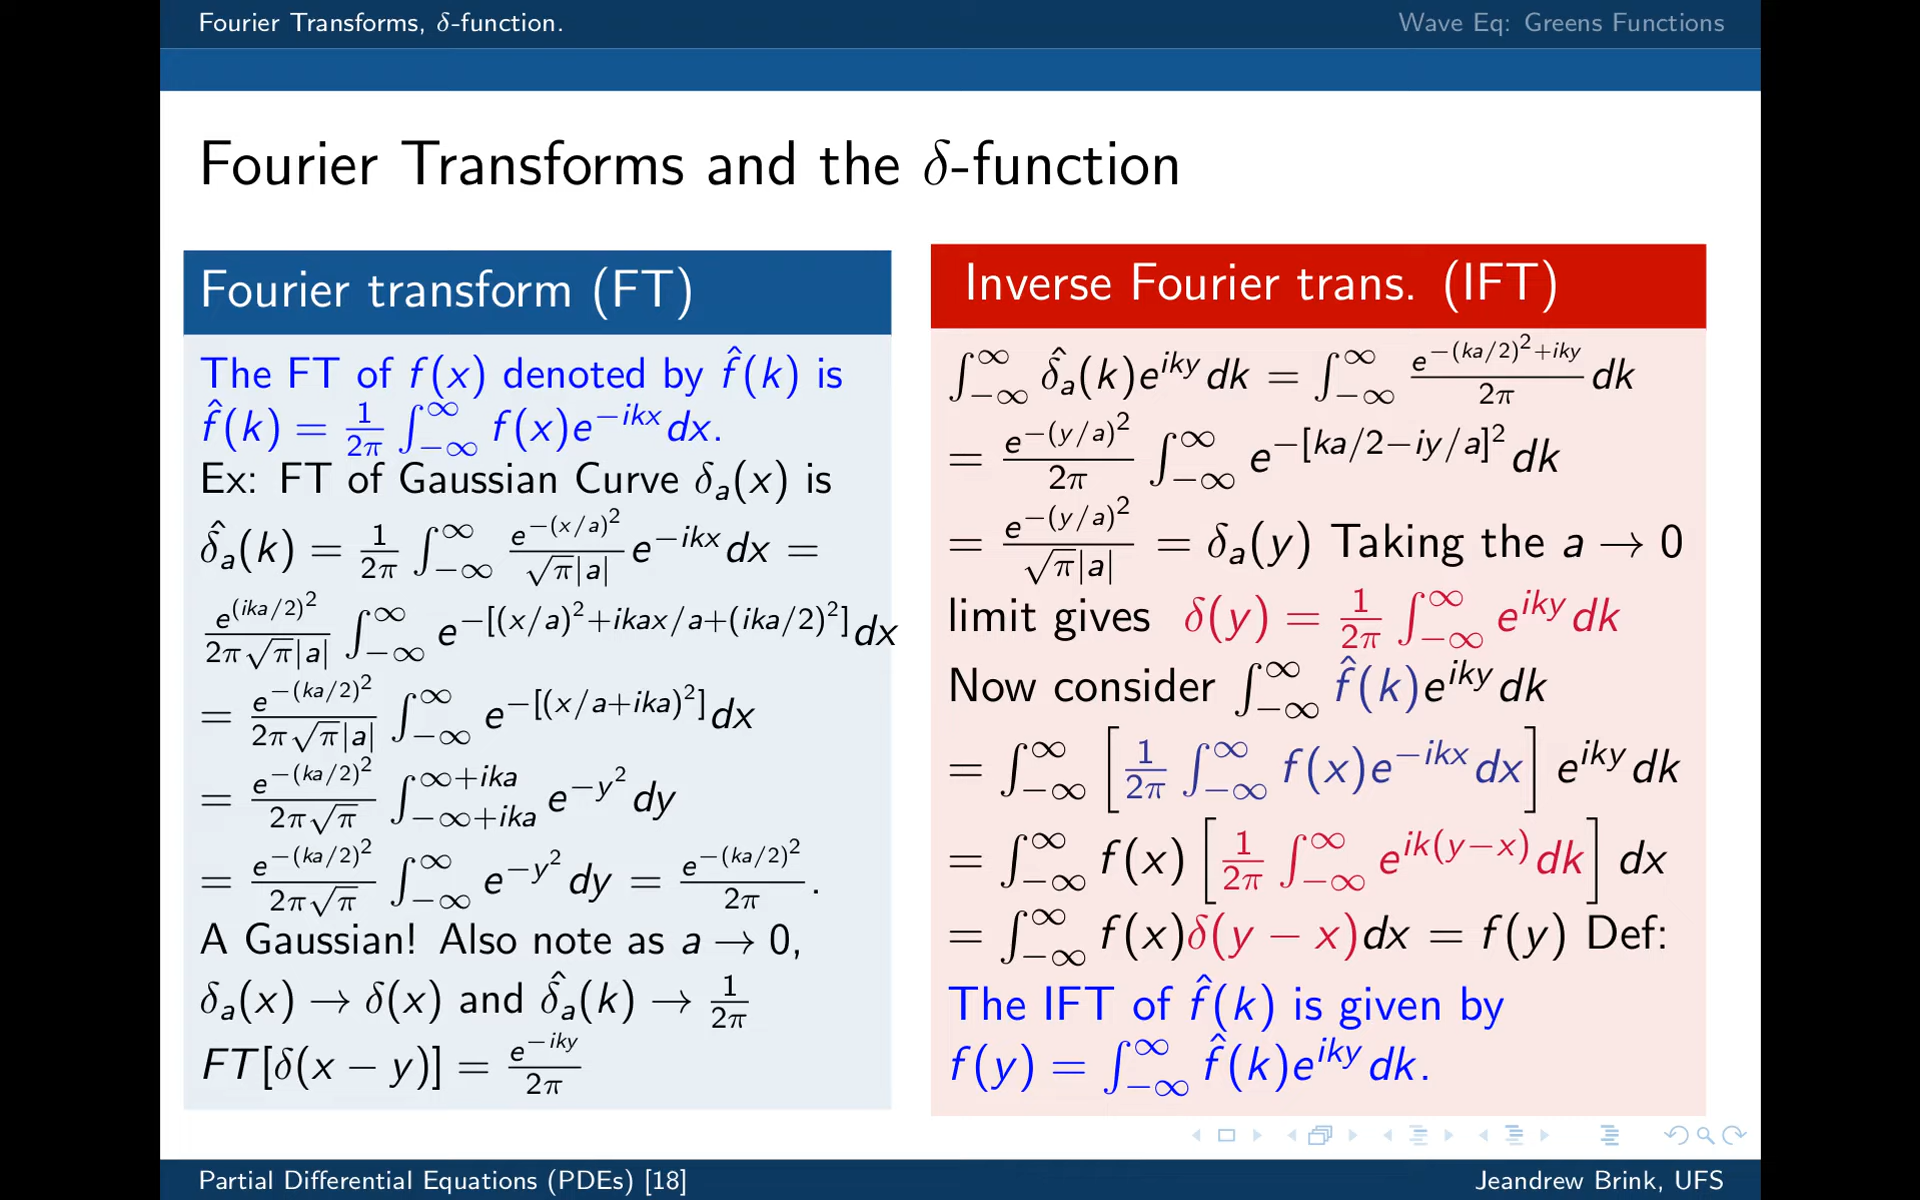 Fourier Transforms, δ-function.
Wave Eq: Greens Functions
Fourier Transforms and the δ-function
Fourier transform (FT)
The FT of f(x) denoted by f̂(k) is
f̂(k) = 1/2π ∫_{−∞}^{∞} f(x)e^{−ikx}dx.
Ex: FT of Gaussian Curve δ_a(x) is
δ̂_a(k) = 1/2π ∫_{−∞}^{∞} e^{−(x/a)^2}/(√π|a|) e^{−ikx}dx =
e^{(ika/2)^2}/(2π√π|a|) ∫_{−∞}^{∞} e^{−[(x/a)^2+ikax/a+(ika/2)^2]}dx
= e^{−(ka/2)^2}/(2π√π|a|) ∫_{−∞}^{∞} e^{−[(x/a+ika)^2]}dx
= e^{−(ka/2)^2}/(2π√π) ∫_{−∞+ika}^{∞+ika} e^{−y^2}dy
= e^{−(ka/2)^2}/(2π√π) ∫_{−∞}^{∞} e^{−y^2}dy = e^{−(ka/2)^2}/2π.
A Gaussian! Also note as a → 0,
δ_a(x) → δ(x) and δ̂_a(k) → 1/2π
FT[δ(x − y)] = e^{−iky}/2π
Inverse Fourier trans. (IFT)
∫_{−∞}^{∞} δ̂_a(k)e^{iky}dk = ∫_{−∞}^{∞} e^{−(ka/2)^2+iky}/2π dk
= e^{−(y/a)^2}/2π ∫_{−∞}^{∞} e^{−[ka/2−iy/a]^2}dk
= e^{−(y/a)^2}/(√π|a|) = δ_a(y) Taking the a → 0
limit gives δ(y) = 1/2π ∫_{−∞}^{∞} e^{iky}dk
Now consider ∫_{−∞}^{∞} f̂(k)e^{iky}dk
= ∫_{−∞}^{∞} [1/2π ∫_{−∞}^{∞} f(x)e^{−ikx}dx] e^{iky}dk
= ∫_{−∞}^{∞} f(x) [1/2π ∫_{−∞}^{∞} e^{ik(y−x)}dk] dx
= ∫_{−∞}^{∞} f(x)δ(y − x)dx = f(y) Def:
The IFT of f̂(k) is given by
f(y) = ∫_{−∞}^{∞} f̂(k)e^{iky}dk.
Partial Differential Equations (PDEs) [18]
Jeandrew Brink, UFS